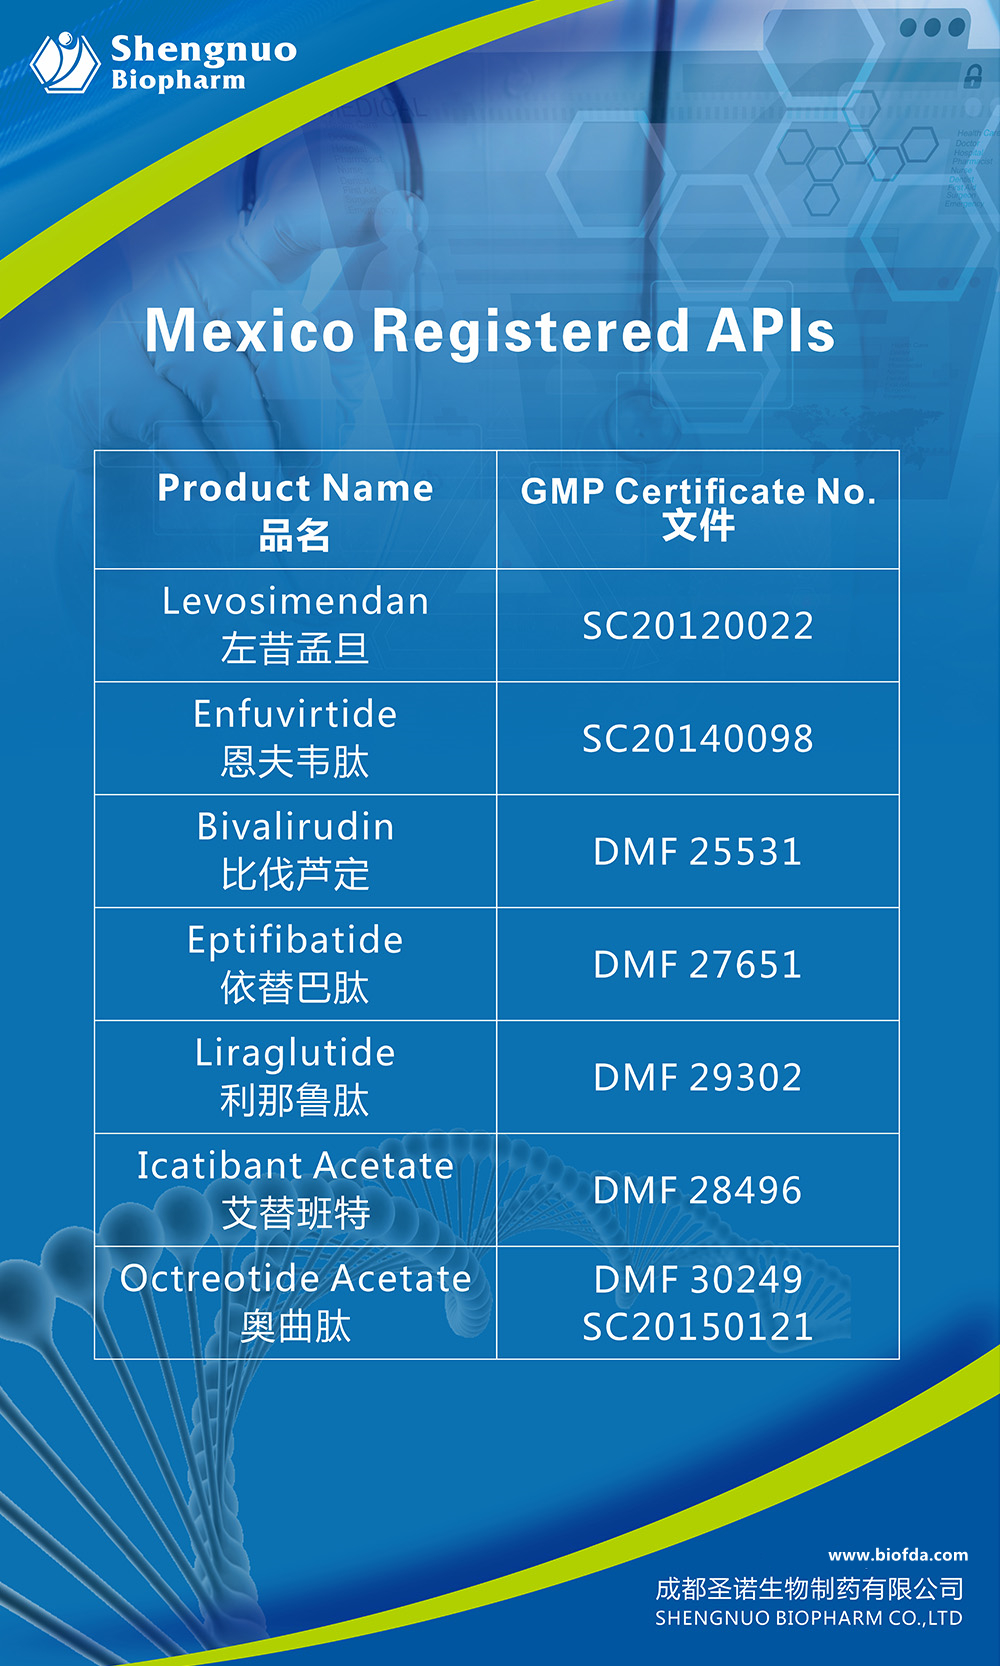 Shengnuo
Biopharm
MEDICAL
Mexico Registered APIs
Product Name
品名
GMP Certificate No.
文件
Levosimendan
左昔孟旦
SC20120022
Enfuvirtide
恩夫韦肽
SC20140098
Bivalirudin
比伐芦定
DMF 25531
Eptifibatide
依替巴肽
DMF 27651
Liraglutide
利那鲁肽
DMF 29302
Icatibant Acetate
艾替班特
DMF 28496
Octreotide Acetate
奥曲肽
DMF 30249
SC20150121
www.biofda.com
成都圣诺生物制药有限公司
SHENGNUO BIOPHARM CO.,LTD